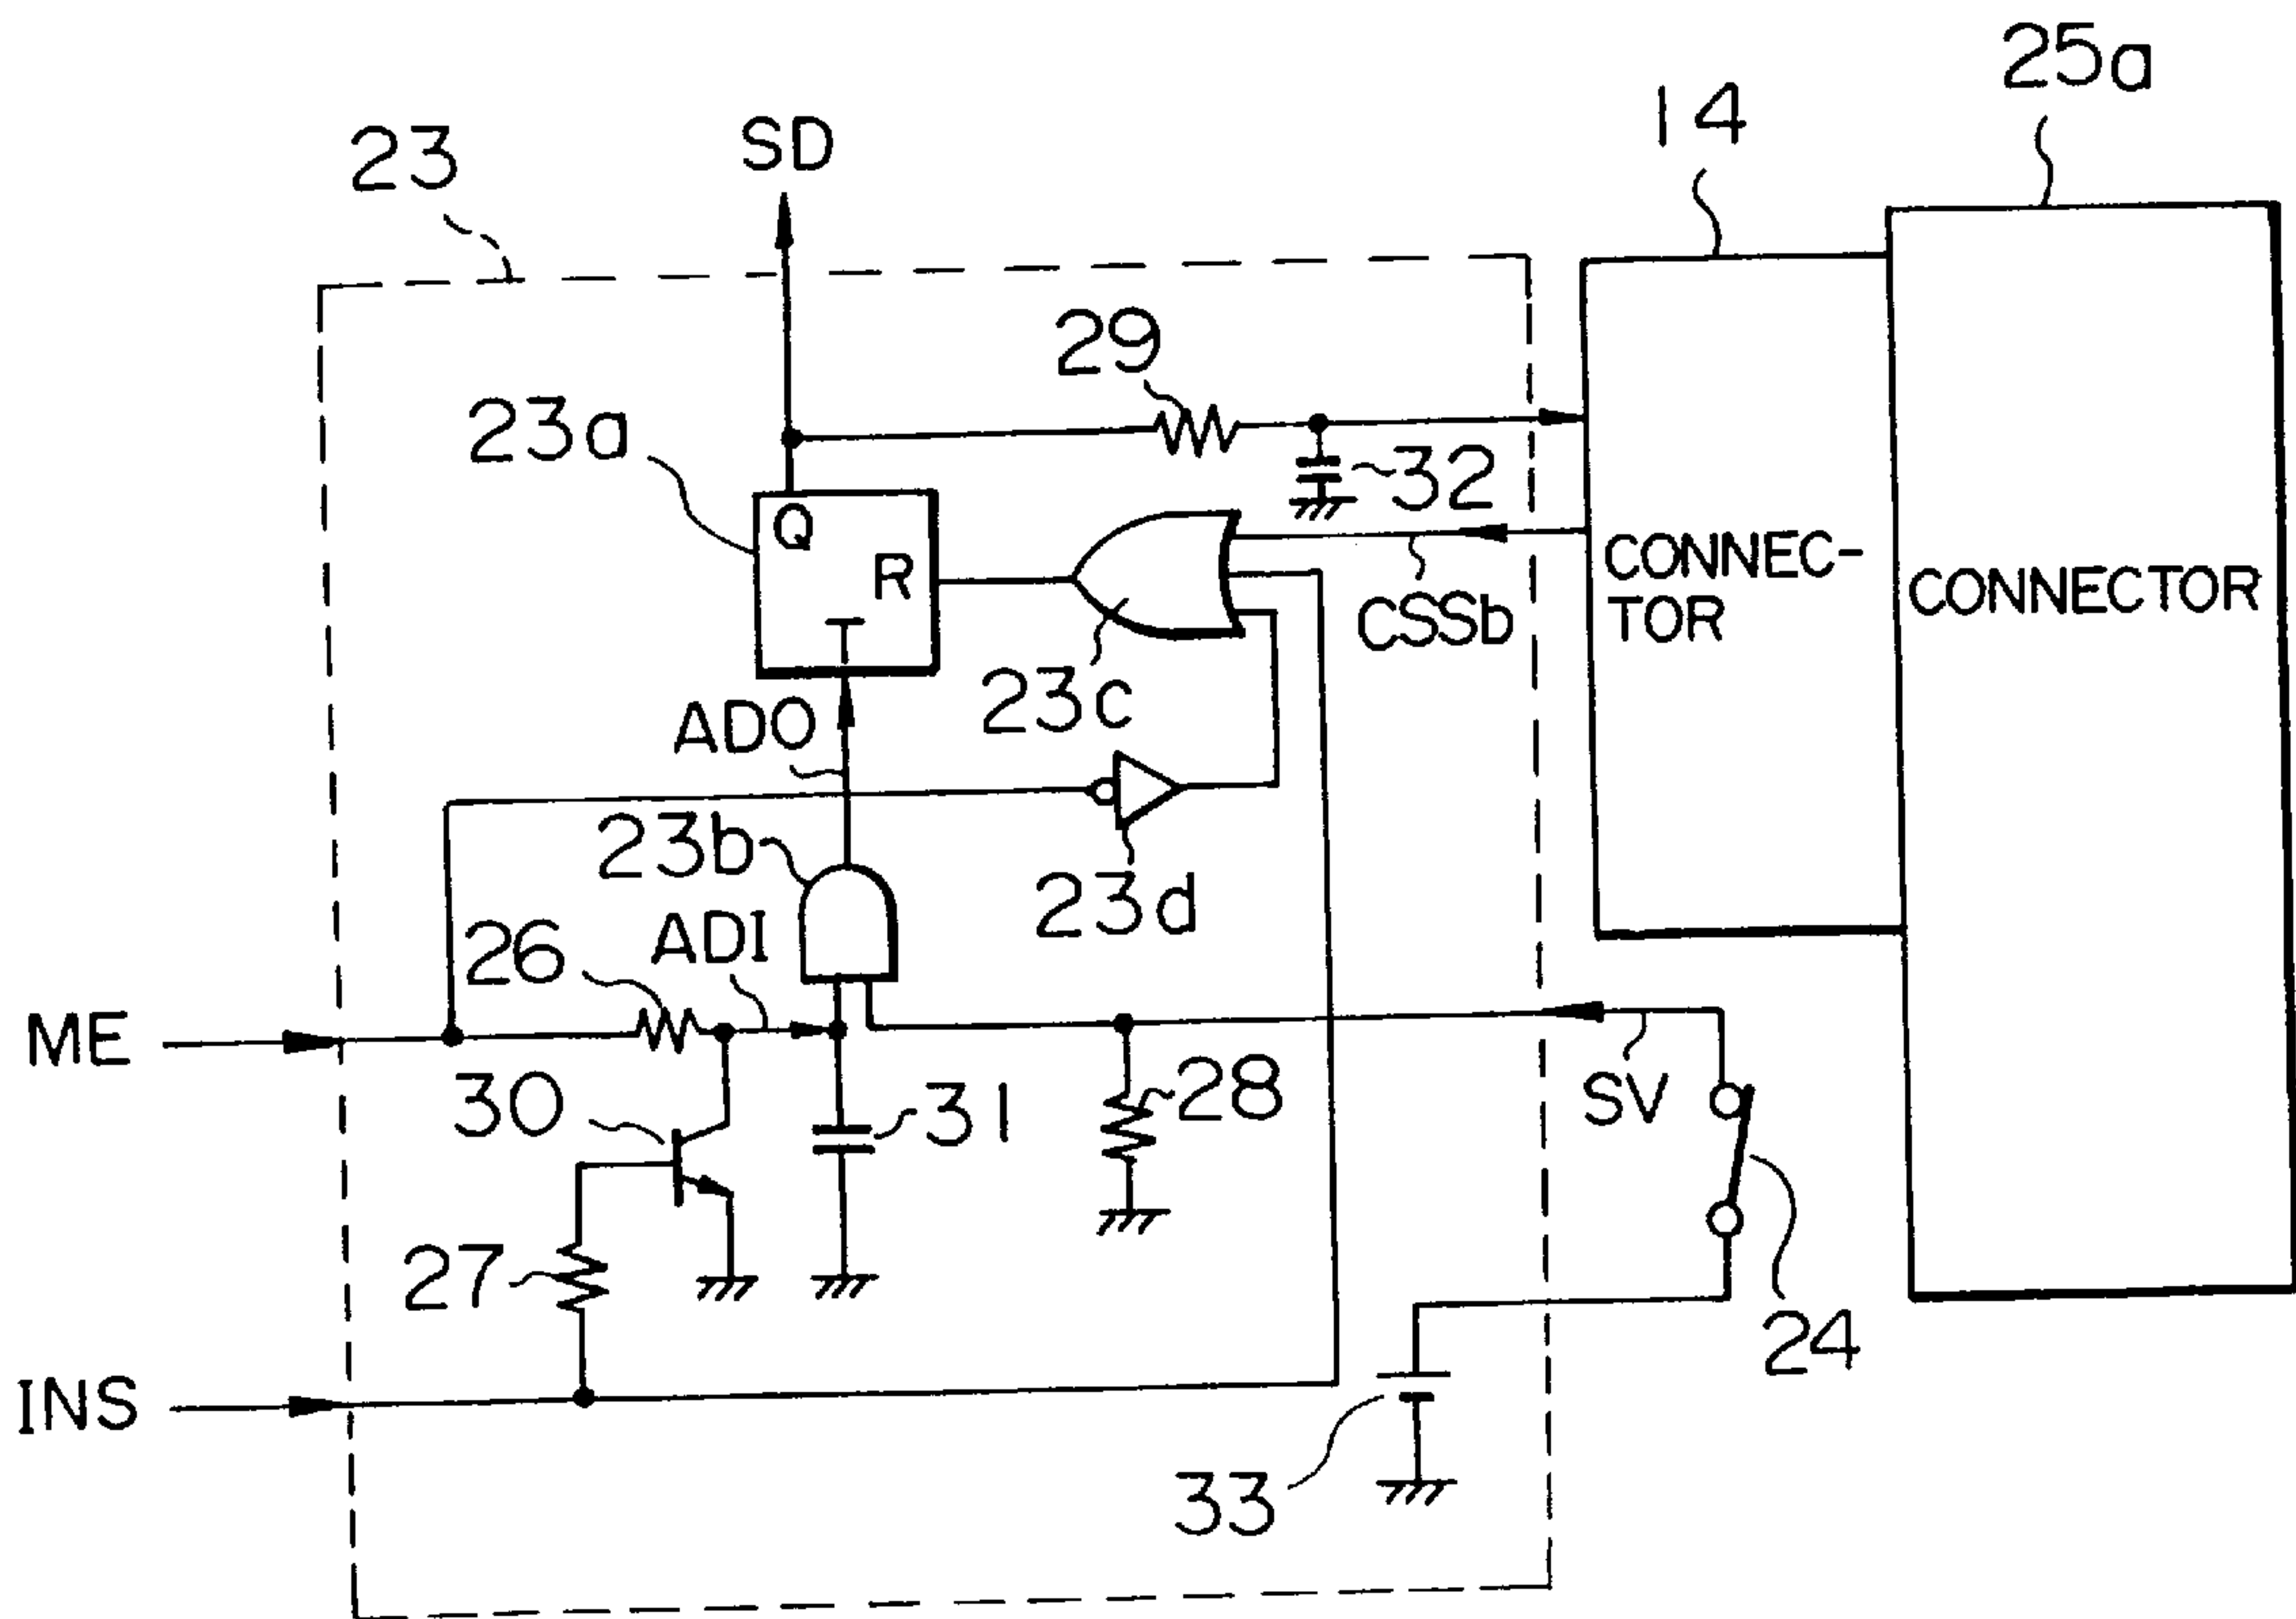 25a
14
SD
23
29
23a
32
Q
R
CONNEC-
TOR
CONNECTOR
CSSb
T
23c
ADO
23b
23d
26
ADI
ME
28
SV
30
31
27
24
INS
33